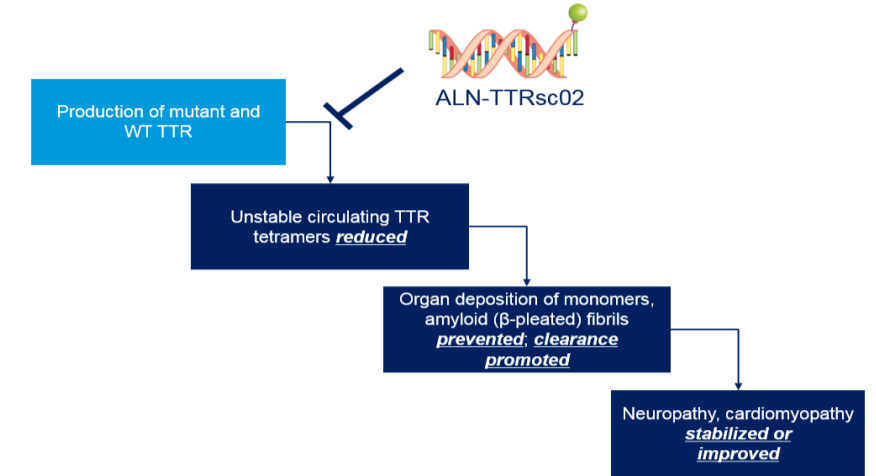 ALN-TTRsc02
Production of mutant and
WT TTR
Unstable circulating TTR
tetramers reduced
Organ deposition of monomers,
amyloid (β-pleated) fibrils
prevented; clearance
promoted
Neuropathy, cardiomyopathy
stabilized or
improved